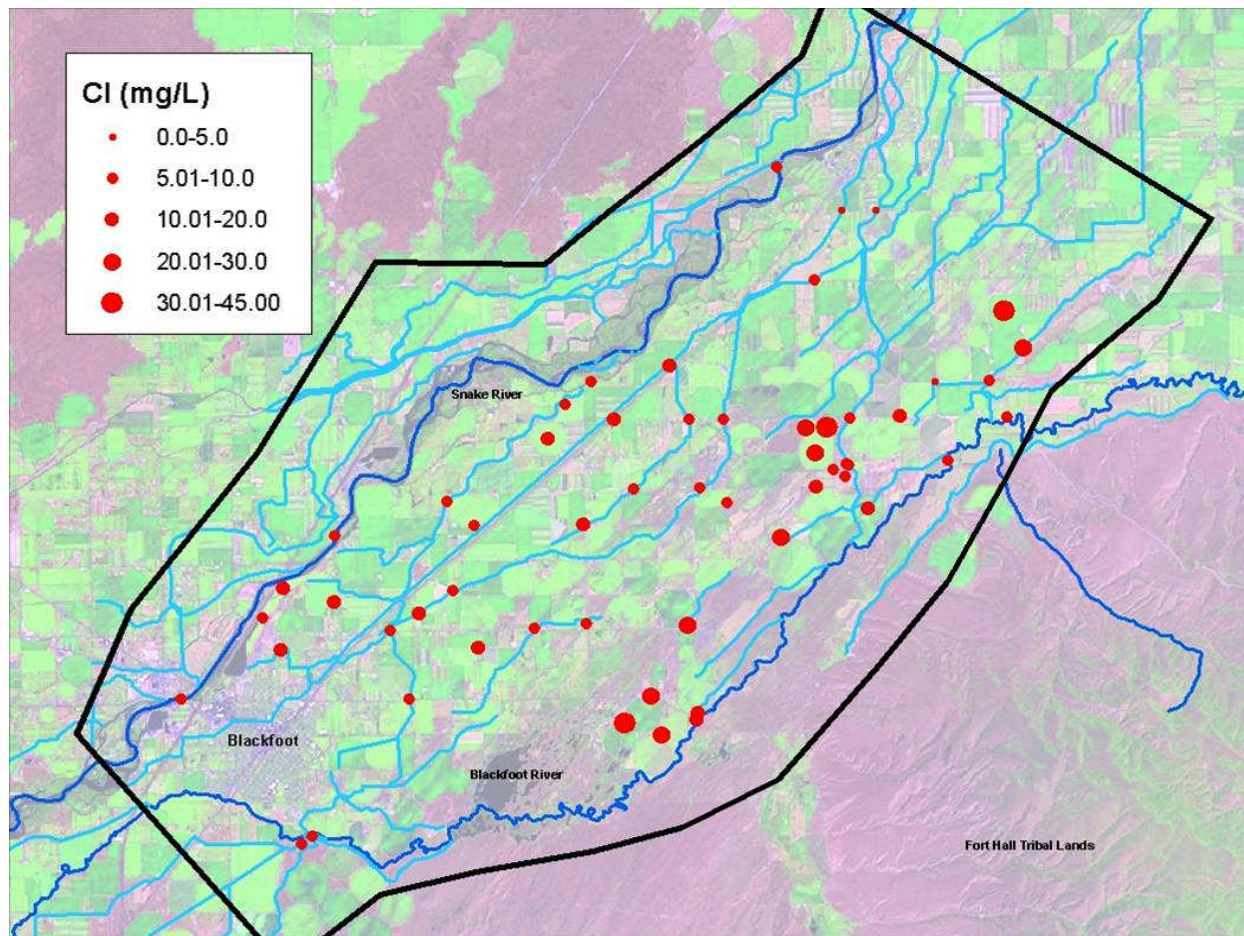 Cl (mg/L)
0.0-5.0
5.01-10.0
10.01-20.0
20.01-30.0
30.01-45.00
Snake River
Blackfoot
Blackfoot River
Fort Hall Tribal Lands